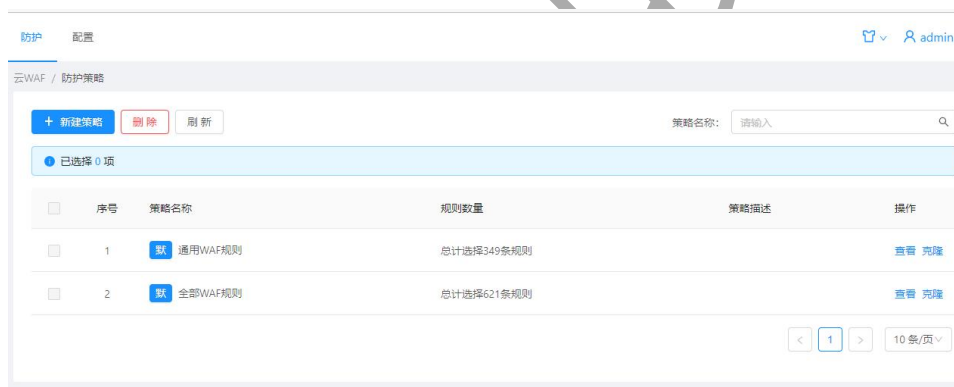 防护 配置 admin
云WAF / 防护策略
+ 新建策略 删除 刷新 策略名称： 请输入
已选择 0 项
序号 策略名称 规则数量 策略描述 操作
1 默 通用WAF规则 总计选择349条规则 查看 克隆
2 默 全部WAF规则 总计选择621条规则 查看 克隆
< 1 > 10 条/页